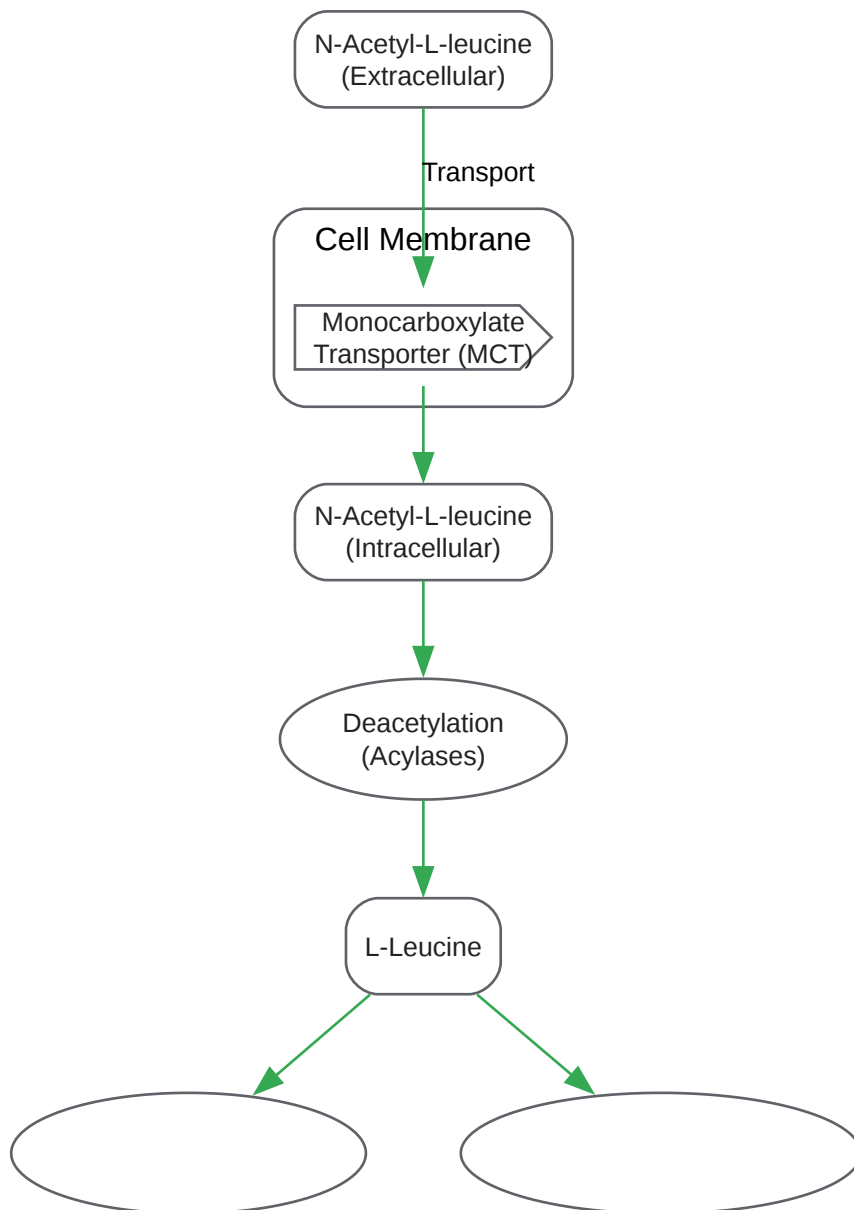 N-Acetyl-L-leucine
(Extracellular)
Transport
Cell Membrane
Monocarboxylate
Transporter (MCT)
N-Acetyl-L-leucine
(Intracellular)
Deacetylation
(Acylases)
L-Leucine